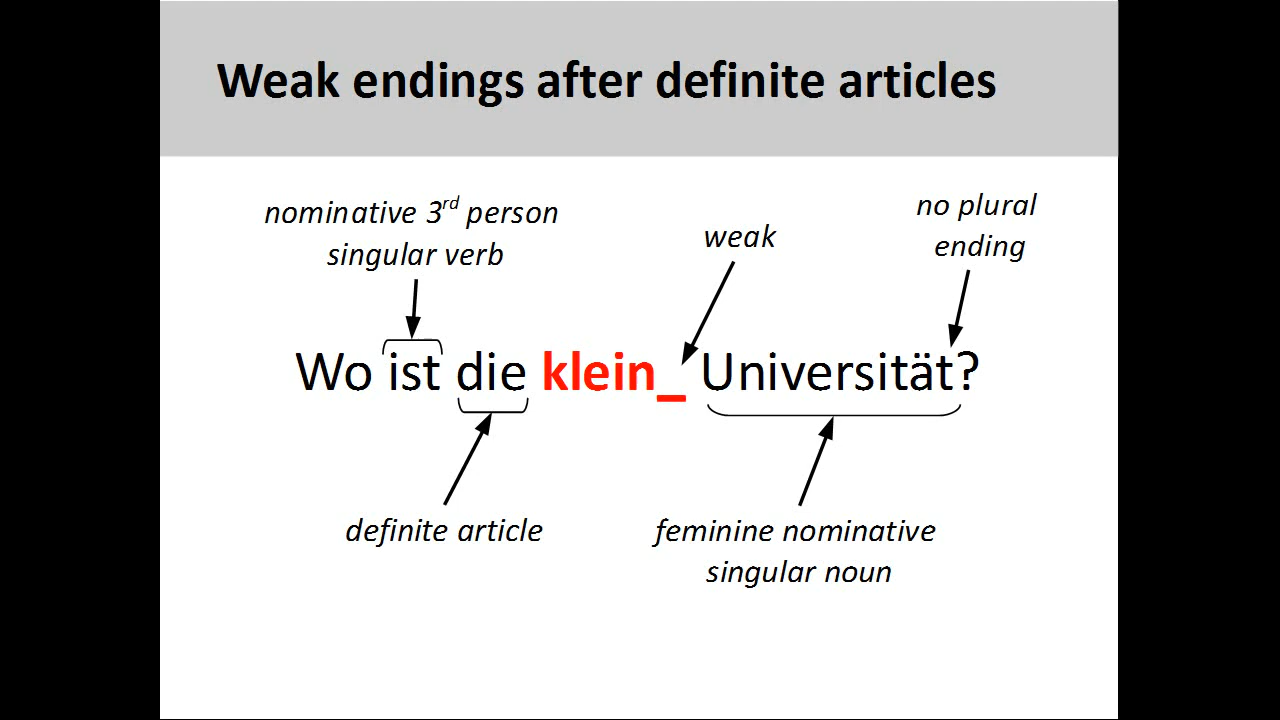 Weak endings after definite articles
nominative 3rd person
singular verb
weak
no plural
ending
Wo ist die klein_ Universität?
definite article
feminine nominative
singular noun